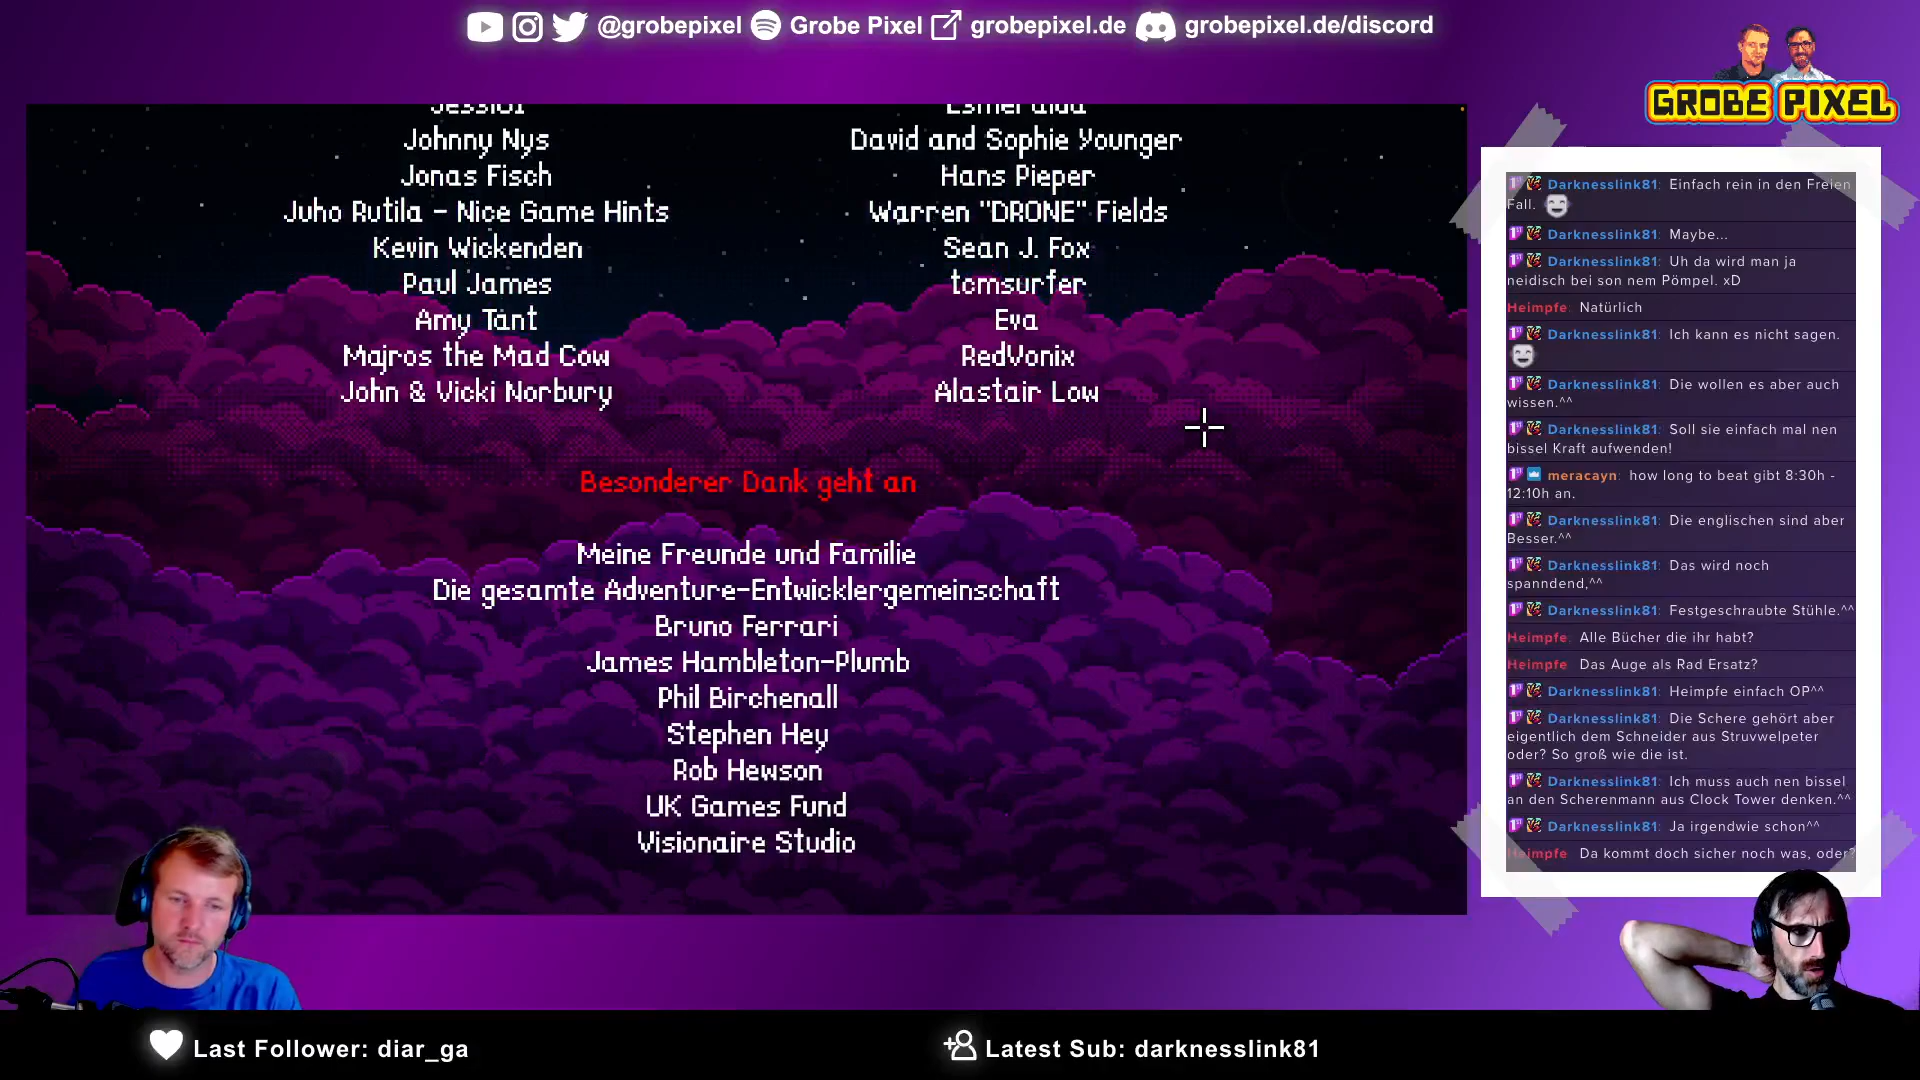 @grobepixel Grobe Pixel grobepixel.de grobepixel.de/discord
GROBE PIXEL
Johnny Nys
Jonas Fisch
Juho Rutila - Nice Game Hints
Kevin Wickenden
Paul James
Amy Tant
Majros the Mad Cow
John & Vicki Norbury
Esmeralda
David and Sophie Younger
Hans Pieper
Warren "DRONE" Fields
Sean J. Fox
tomsurfer
Eva
RedVonix
Alastair Low
Besonderer Dank geht an
Meine Freunde und Familie
Die gesamte Adventure-Entwicklergemeinschaft
Bruno Ferrari
James Hambleton-Plumb
Phil Birchenall
Stephen Hey
Rob Hewson
UK Games Fund
Visionaire Studio
Darknesslink81: Einfach rein in den Freien
Fall.
Darknesslink81: Maybe...
Darknesslink81: Uh da wird man ja
neidisch bei son nem Pömpel. xD
Heimpfe: Natürlich
Darknesslink81: Ich kann es nicht sagen.
Darknesslink81: Die wollen es aber auch
wissen.^^
Darknesslink81: Soll sie einfach mal nen
bissel Kraft aufwenden!
meracayn: how long to beat gibt 8:30h -
12:10h an.
Darknesslink81: Die englischen sind aber
Besser.^^
Darknesslink81: Das wird noch
spanndend,^^
Darknesslink81: Festgeschraubte Stühle.^^
Heimpfe: Alle Bücher die ihr habt?
Heimpfe: Das Auge als Rad Ersatz?
Darknesslink81: Heimpfe einfach OP^^
Darknesslink81: Die Schere gehört aber
eigentlich dem Schneider aus Struvwelpeter
oder? So groß wie die ist.
Darknesslink81: Ich muss auch nen bissel
an den Scherenmann aus Clock Tower denken.^^
Darknesslink81: Ja irgendwie schon^^
Heimpfe: Da kommt doch sicher noch was, oder?
Last Follower: diar_ga
Latest Sub: darknesslink81